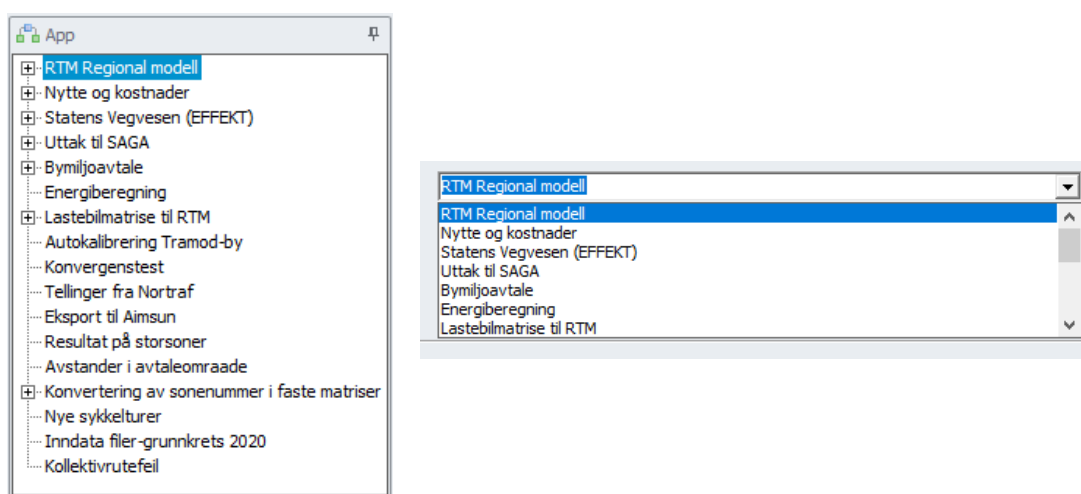 App
RTM Regional modell
Nytte og kostnader
Statens Vegvesen (EFFEKT)
Uttak til SAGA
Bymiljoavtale
Energiberegning
Lastebilmatrise til RTM
Autokalibrering Tramod-by
Konvergenstest
Tellinger fra Nortraf
Eksport til Aimsun
Resultat på storsoner
Avstander i avtaleomraade
Konvertering av sonenummer i faste matriser
Nye sykkelturer
Inndata filer-grunnkrets 2020
Kollektivrutefeil
RTM Regional modell
RTM Regional modell
Nytte og kostnader
Statens Vegvesen (EFFEKT)
Uttak til SAGA
Bymiljoavtale
Energiberegning
Lastebilmatrise til RTM